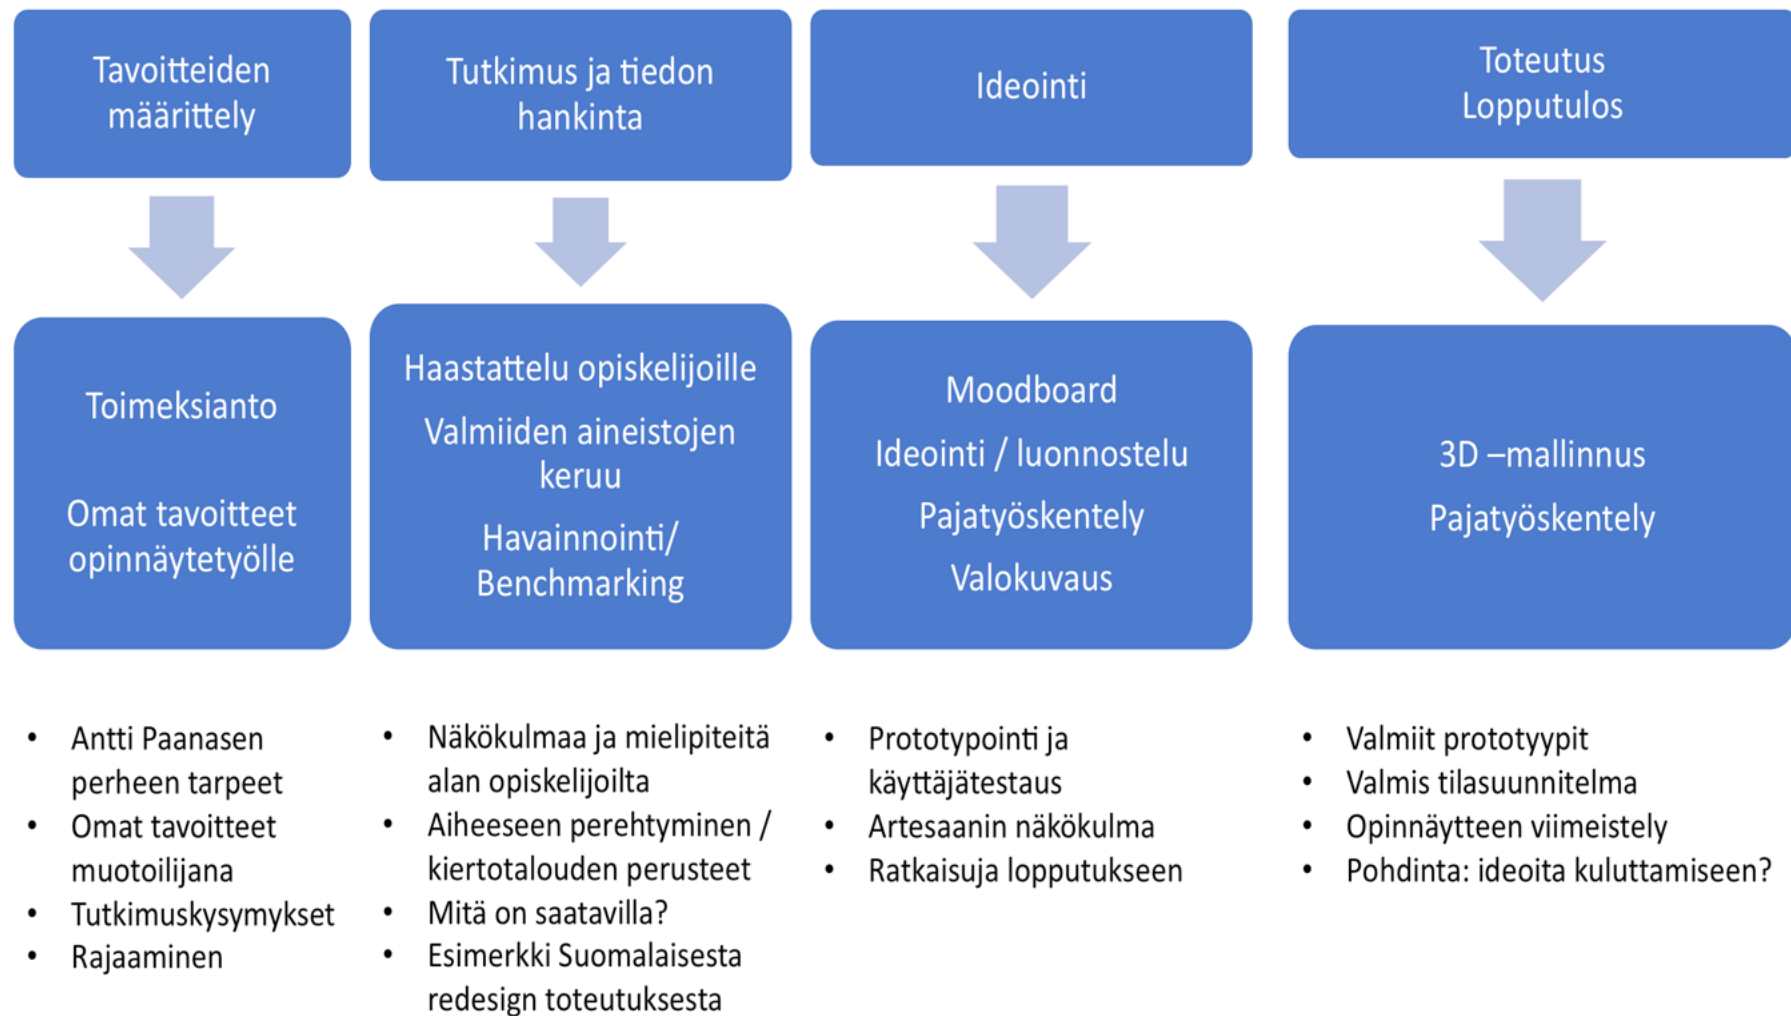 Tavoitteiden
määrittely
Toimeksianto
Omat tavoitteet
opinnäytetyölle
• Antti Paanasen
perheen tarpeet
• Omat tavoitteet
muotoilijana
• Tutkimuskysymykset
• Rajaaminen
Tutkimus ja tiedon
hankinta
Haastattelu opiskelijoille
Valmiiden aineistojen
keruu
Havainnointi/
Benchmarking
• Näkökulmaa ja mielipiteitä
alan opiskelijoilta
• Aiheeseen perehtyminen /
kiertotalouden perusteet
• Mitä on saatavilla?
• Esimerkki Suomalaisesta
redesign toteutuksesta
Ideointi
Moodboard
Ideointi / luonnostelu
Pajatyöskentely
Valokuvaus
• Prototypointi ja
käyttäjätestaus
• Artesaanin näkökulma
• Ratkaisuja lopputukseen
Toteutus
Lopputulos
3D –mallinnus
Pajatyöskentely
• Valmiit prototyypit
• Valmis tilasuunnitelma
• Opinnäytteen viimeistely
• Pohdinta: ideoita kuluttamiseen?